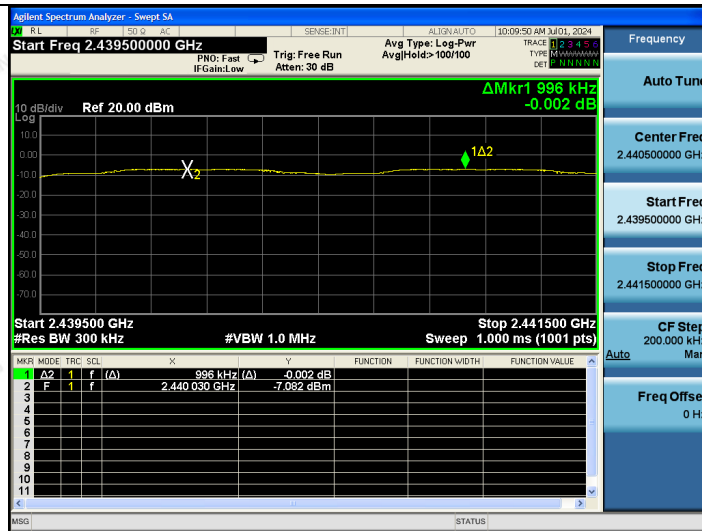 Agilent Spectrum Analyzer - Swept SA
LXI RL RF 50 Ω AC SENSE:INT ALIGN AUTO 10:09:50 AM Jul 01, 2024
Start Freq 2.439500000 GHz
PNO: Fast
IFGain:Low
Trig: Free Run
Atten: 30 dB
Avg Type: Log-Pwr
Avg|Hold:> 100/100
TRACE 1 2 3 4 5 6
TYPE M W W W W W
DET P N N N N N
ΔMkr1 996 kHz
-0.002 dB
10 dB/div Ref 20.00 dBm
Log
10.0
0.00
-10.0
-20.0
-30.0
-40.0
-50.0
-60.0
-70.0
X2
1Δ2
Start 2.439500 GHz Stop 2.441500 GHz
#Res BW 300 kHz #VBW 1.0 MHz Sweep 1.000 ms (1001 pts)
MKR MODE TRC SCL X Y FUNCTION FUNCTION WIDTH FUNCTION VALUE
1 Δ2 1 f (Δ) 996 kHz (Δ) -0.002 dB
2 F 1 f 2.440 030 GHz -7.082 dBm
3
4
5
6
7
8
9
10
11
MSG STATUS
Frequency
Auto Tune
Center Freq
2.440500000 GHz
Start Freq
2.439500000 GHz
Stop Freq
2.441500000 GHz
CF Step
200.000 kHz
Auto Man
Freq Offset
0 Hz